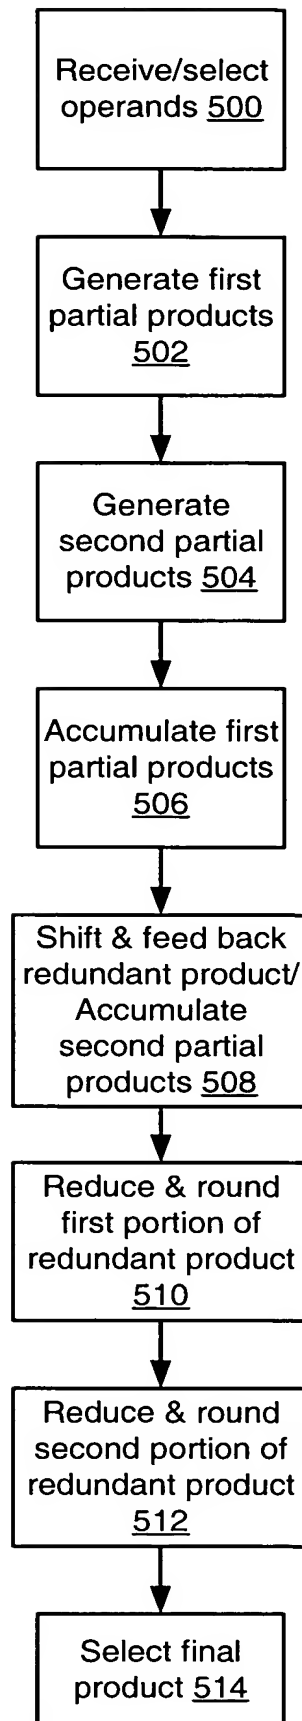 Receive/select
operands 500
Generate first
partial products
502
Generate
second partial
products 504
Accumulate first
partial products
506
Shift & feed back
redundant product/
Accumulate
second partial
products 508
Reduce & round
first portion of
redundant product
510
Reduce & round
second portion of
redundant product
512
Select final
product 514